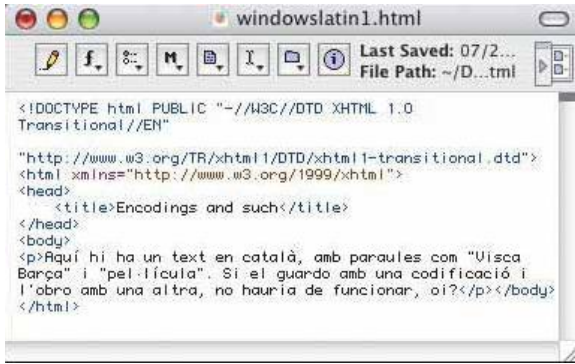 windowslatin1.html
Last Saved: 07/2...
File Path: ~/D...tml
<!DOCTYPE html PUBLIC "-//W3C//DTD XHTML 1.0
Transitional//EN"
"http://www.w3.org/TR/xhtml1/DTD/xhtml1-transitional.dtd">
<html xmlns="http://www.w3.org/1999/xhtml">
<head>
<title>Encodings and such</title>
</head>
<body>
<p>Aquí hi ha un text en català, amb paraules com "Visca
Barça" i "pel·lícula". Si el guardo amb una codificació i
l'obro amb una altra, no hauria de funcionar, oi?</p></body>
</html>